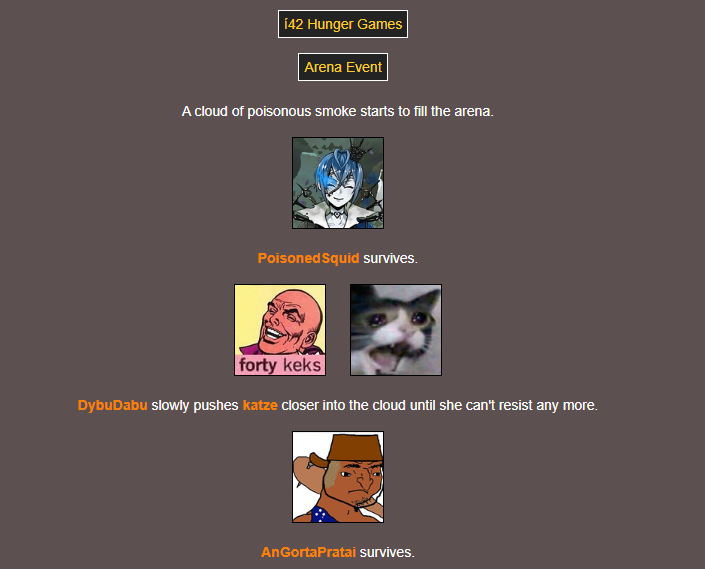 í42 Hunger Games
Arena Event
A cloud of poisonous smoke starts to fill the arena.
PoisonedSquid survives.
forty keks
DybuDabu slowly pushes katze closer into the cloud until she can't resist any more.
AnGortaPratai survives.